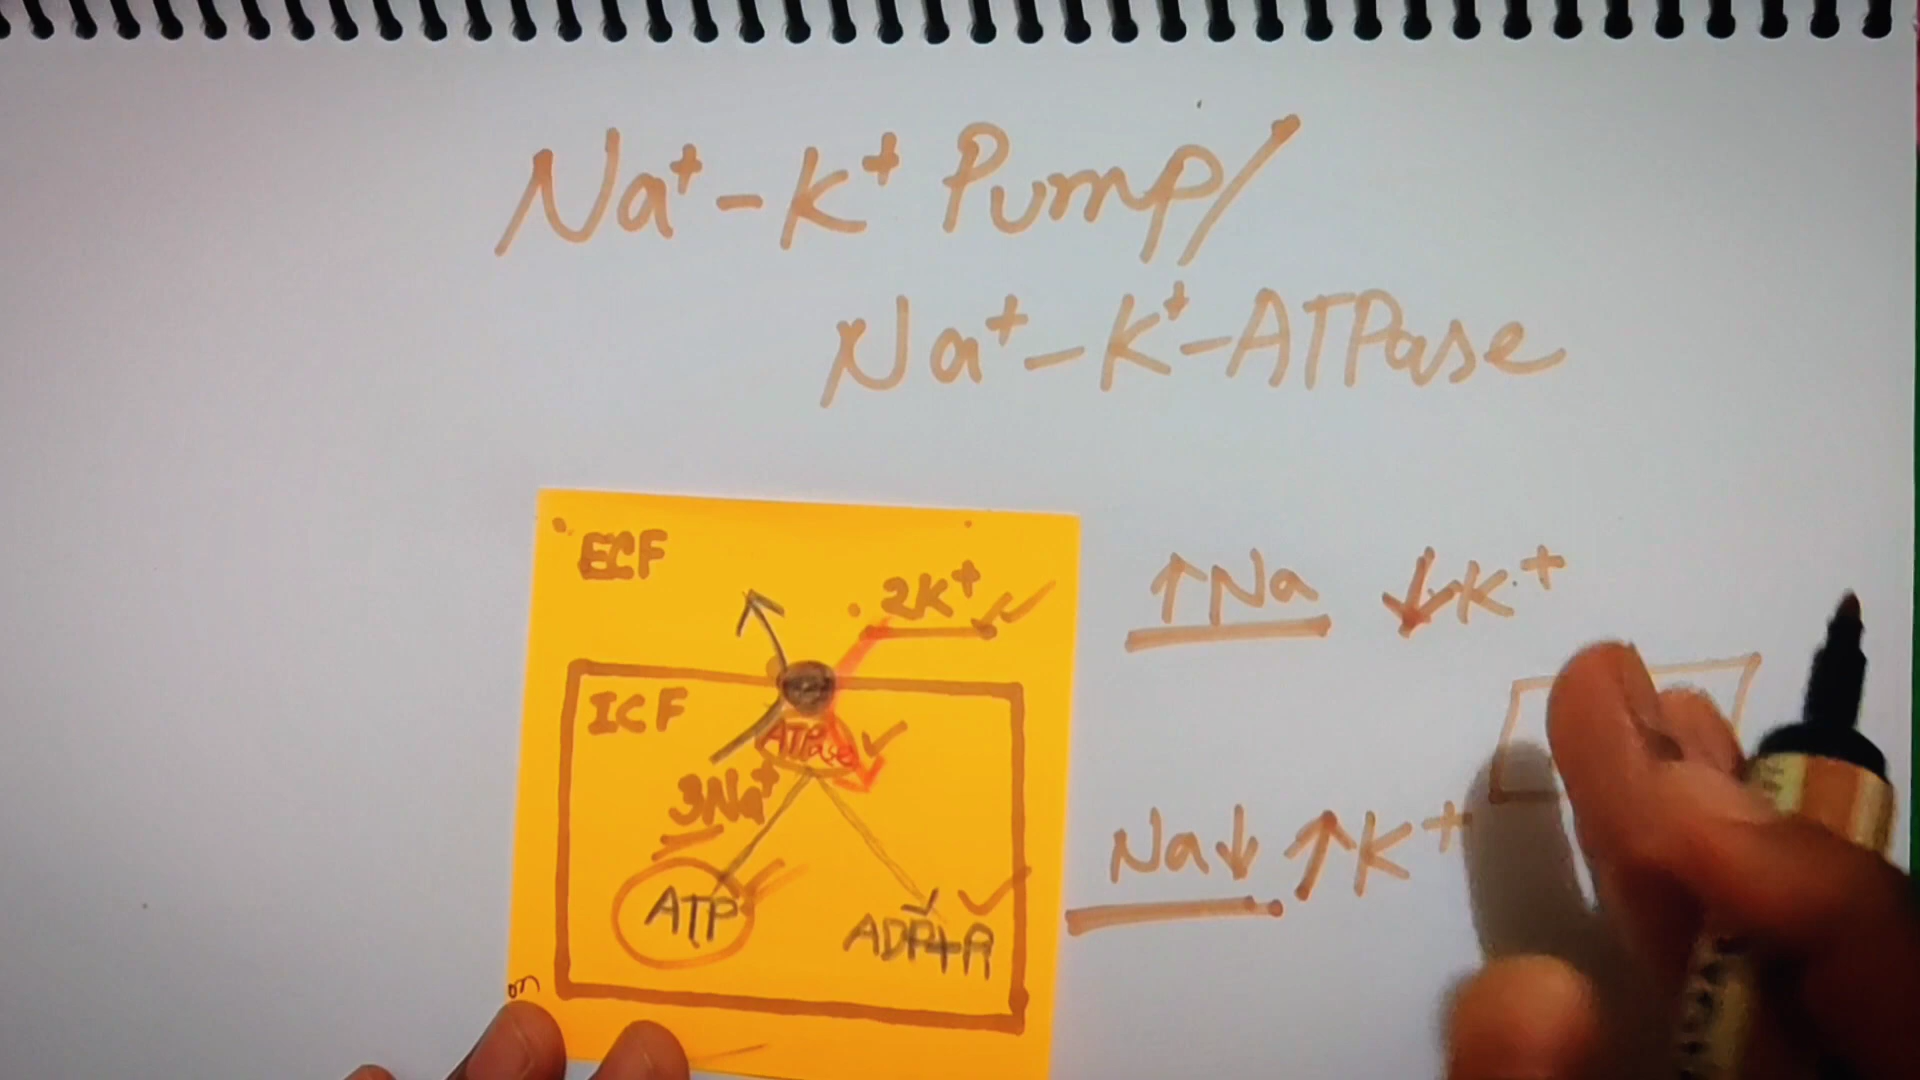 Na⁺-K⁺ Pump/
Na⁺-K⁺-ATPase
ECF
2K⁺
ICF
ATPase
3Na⁺
ATP
ADP+Pi
↑Na ↓K⁺
Na↓ ↑K⁺